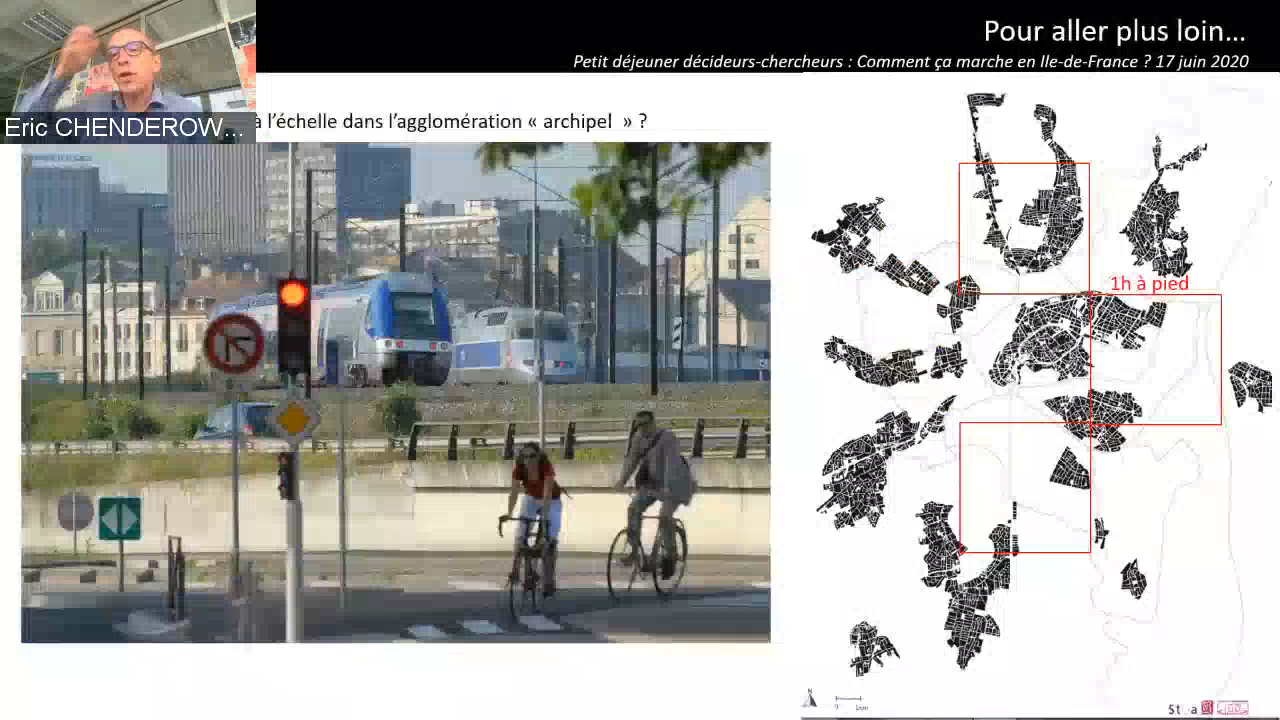 Pour aller plus loin...
Petit déjeuner décideurs-chercheurs : Comment ça marche en Ile-de-France ? 17 juin 2020
Eric CHENDEROW...
à l'échelle dans l'agglomération « archipel » ?
1h à pied
N
0